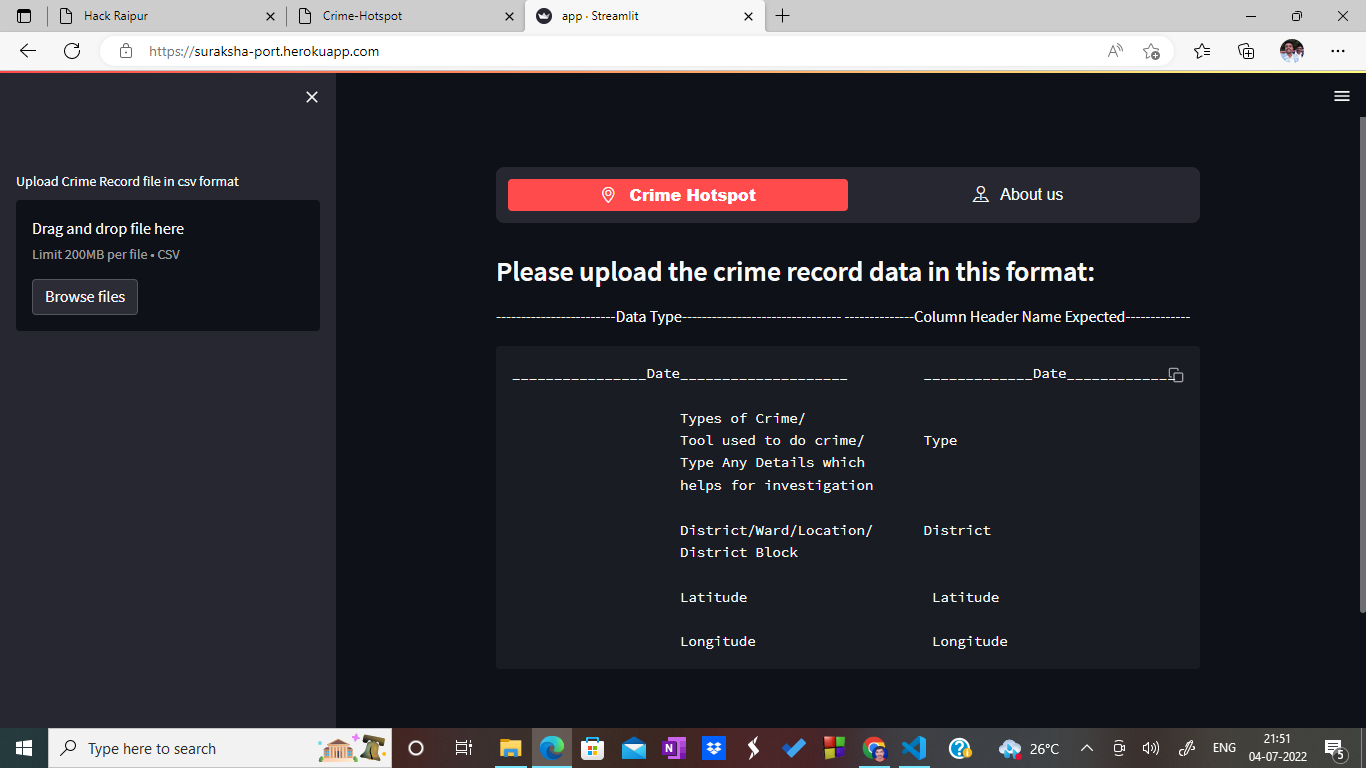 Hack Raipur
Crime-Hotspot
app · Streamlit
https://suraksha-port.herokuapp.com
Upload Crime Record file in csv format
Drag and drop file here
Limit 200MB per file • CSV
Browse files
Crime Hotspot
About us
Please upload the crime record data in this format:
------------------------Data Type-------------------------------- --------------Column Header Name Expected-------------
________________Date____________________ _____________Date_____________
Types of Crime/
Tool used to do crime/ Type
Type Any Details which
helps for investigation
District/Ward/Location/ District
District Block
Latitude Latitude
Longitude Longitude
Type here to search
26°C
ENG
21:51
04-07-2022
5